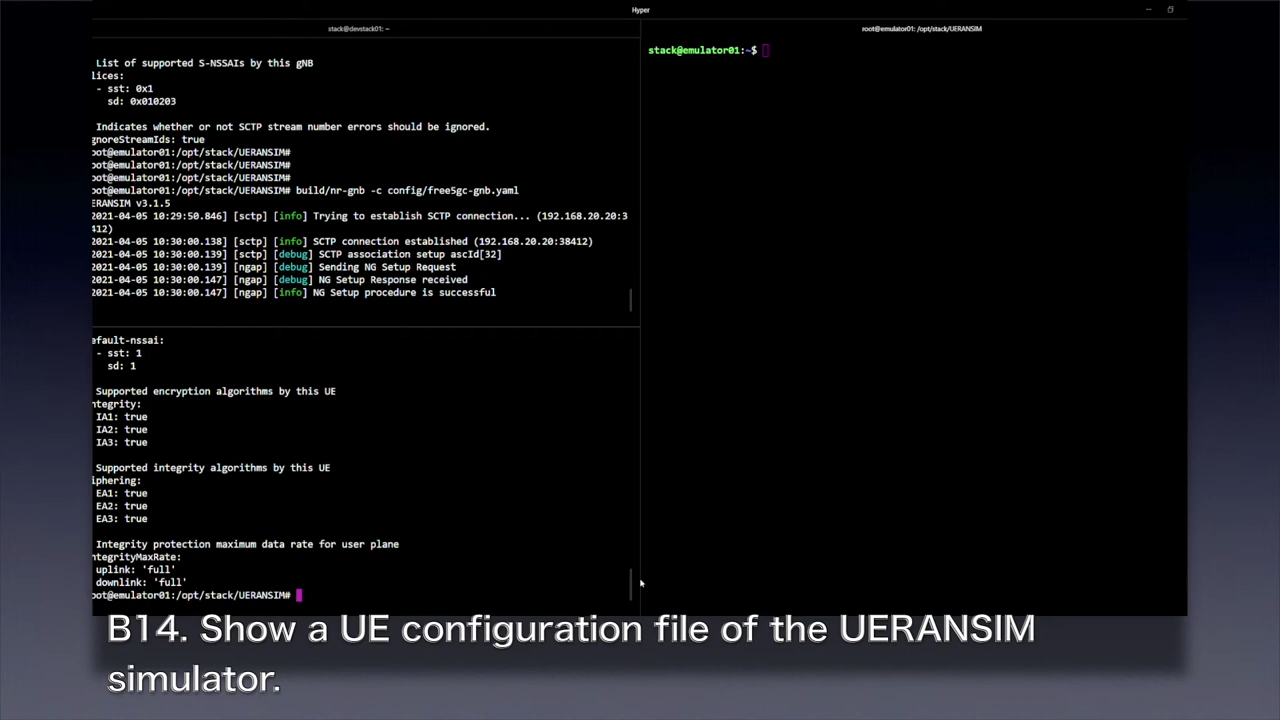 Hyper
stack@devstack01: ~
List of supported S-NSSAIs by this gNB
lices:
- sst: 0x1
sd: 0x010203
Indicates whether or not SCTP stream number errors should be ignored.
gnoreStreamIds: true
oot@emulator01:/opt/stack/UERANSIM#
oot@emulator01:/opt/stack/UERANSIM#
oot@emulator01:/opt/stack/UERANSIM#
oot@emulator01:/opt/stack/UERANSIM# build/nr-gnb -c config/free5gc-gnb.yaml
ERANSIM v3.1.5
2021-04-05 10:29:50.846] [sctp] [info] Trying to establish SCTP connection... (192.168.20.20:3
412)
2021-04-05 10:30:00.138] [sctp] [info] SCTP connection established (192.168.20.20:38412)
2021-04-05 10:30:00.139] [sctp] [debug] SCTP association setup ascId[32]
2021-04-05 10:30:00.139] [ngap] [debug] Sending NG Setup Request
2021-04-05 10:30:00.147] [ngap] [debug] NG Setup Response received
2021-04-05 10:30:00.147] [ngap] [info] NG Setup procedure is successful
efault-nssai:
- sst: 1
sd: 1
Supported encryption algorithms by this UE
ntegrity:
IA1: true
IA2: true
IA3: true
Supported integrity algorithms by this UE
iphering:
EA1: true
EA2: true
EA3: true
Integrity protection maximum data rate for user plane
ntegrityMaxRate:
uplink: 'full'
downlink: 'full'
oot@emulator01:/opt/stack/UERANSIM#
root@emulator01: /opt/stack/UERANSIM
stack@emulator01:~$
B14. Show a UE configuration file of the UERANSIM
simulator.